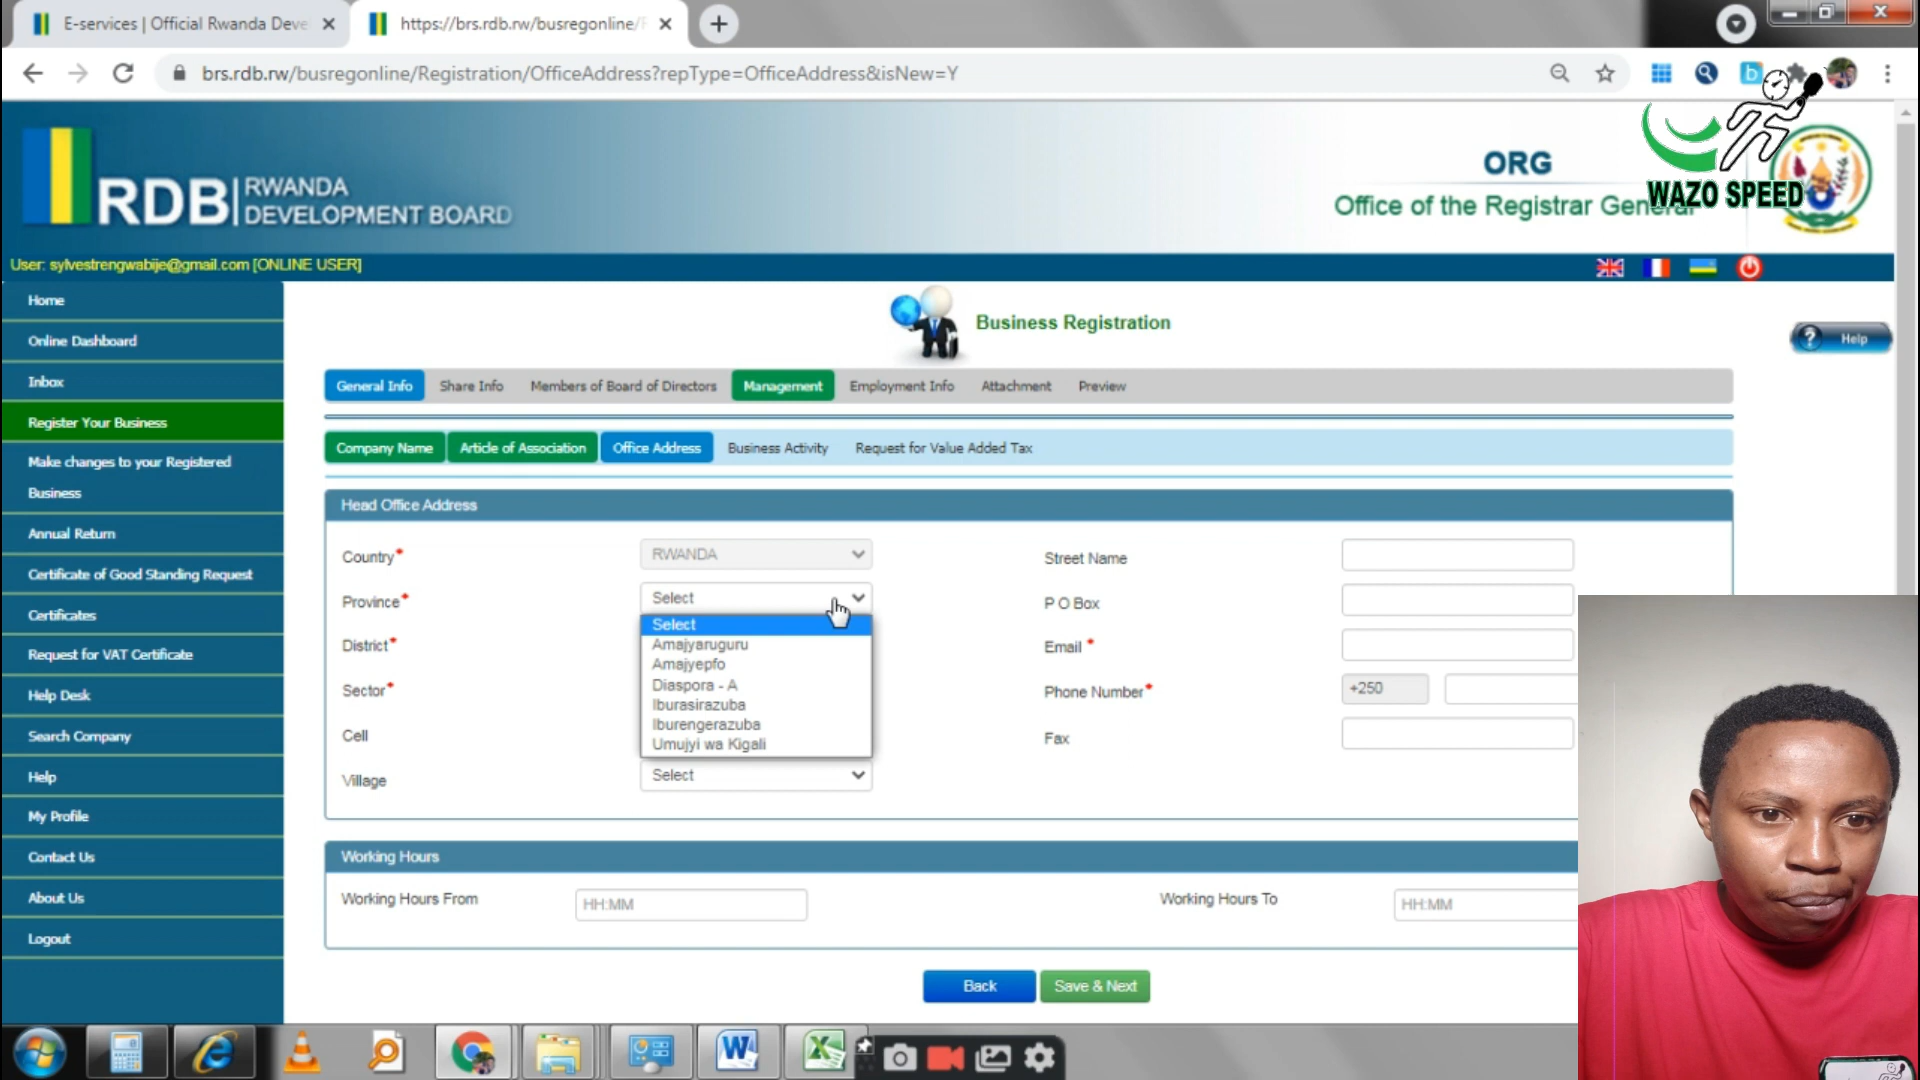 E-services | Official Rwanda Deve
https://brs.rdb.rw/busregonline/
brs.rdb.rw/busregonline/Registration/OfficeAddress?repType=OfficeAddress&isNew=Y
RDB
RWANDA
DEVELOPMENT BOARD
ORG
Office of the Registrar General
WAZO SPEED
User: sylvestrengwabije@gmail.com [ONLINE USER]
Home
Online Dashboard
Inbox
Register Your Business
Make changes to your Registered
Business
Annual Return
Certificate of Good Standing Request
Certificates
Request for VAT Certificate
Help Desk
Search Company
Help
My Profile
Contact Us
About Us
Logout
Business Registration
? Help
General Info Share Info Members of Board of Directors Management Employment Info Attachment Preview
Company Name Article of Association Office Address Business Activity Request for Value Added Tax
Head Office Address
Country* RWANDA
Province* Select
Select
Amajyaruguru
Amajyepfo
Diaspora - A
Iburasirazuba
Iburengerazuba
Umujyi wa Kigali
District*
Sector*
Cell
Village Select
Street Name
P O Box
Email *
Phone Number* +250
Fax
Working Hours
Working Hours From HH:MM Working Hours To HH:MM
Back Save & Next